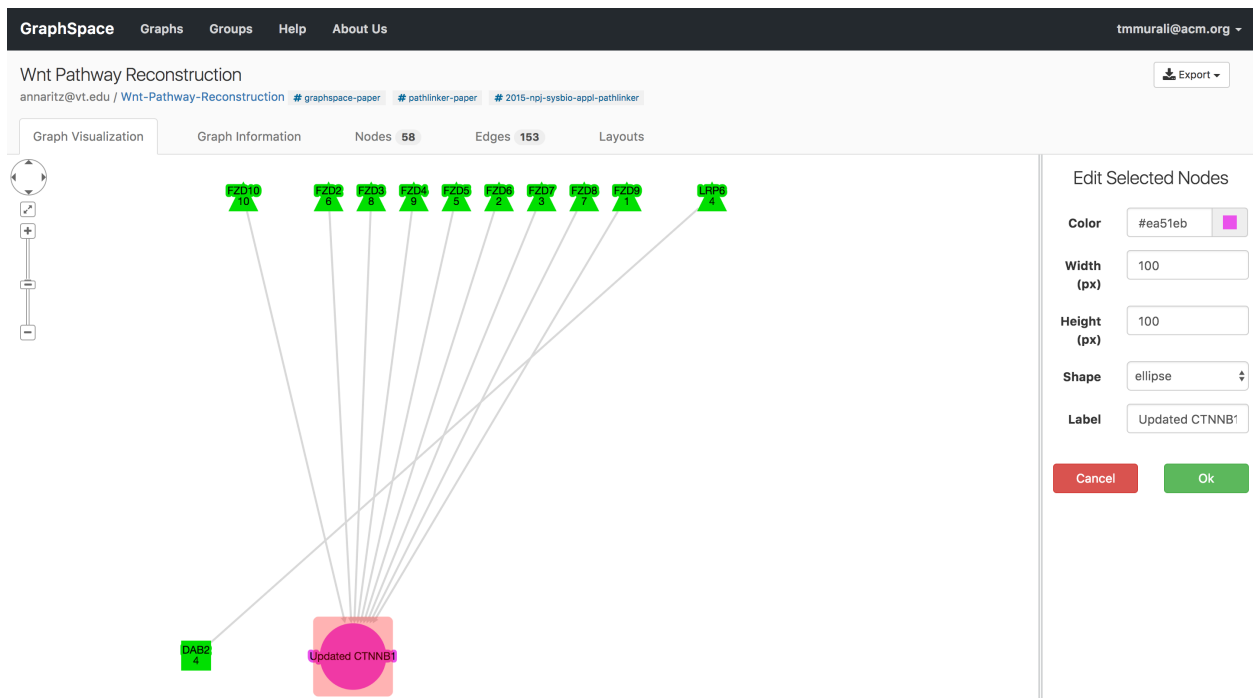 GraphSpace Graphs Groups Help About Us tmmurali@acm.org
Wnt Pathway Reconstruction Export
annaritz@vt.edu / Wnt-Pathway-Reconstruction # graphspace-paper # pathlinker-paper # 2015-npj-sysbio-appl-pathlinker
Graph Visualization Graph Information Nodes 58 Edges 153 Layouts
FZD10 FZD2 FZD3 FZD4 FZD5 FZD6 FZD7 FZD8 FZD9 LRP6
10 6 8 9 5 2 3 7 1 4
DAB2
4
Updated CTNNB1
Edit Selected Nodes
Color #ea51eb
Width
(px)
100
Height
(px)
100
Shape ellipse
Label Updated CTNNB1
Cancel Ok